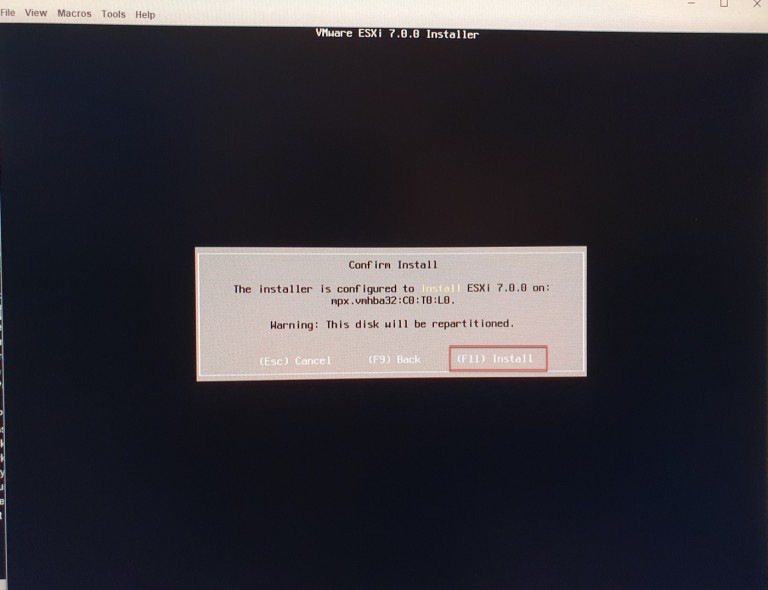 File View Macros Tools Help
VMware ESXi 7.0.0 Installer
Confirm Install
The installer is configured to install ESXi 7.0.0 on:
mpx.vmhba32:C0:T0:L0.
Warning: This disk will be repartitioned.
(Esc) Cancel (F9) Back (F11) Install